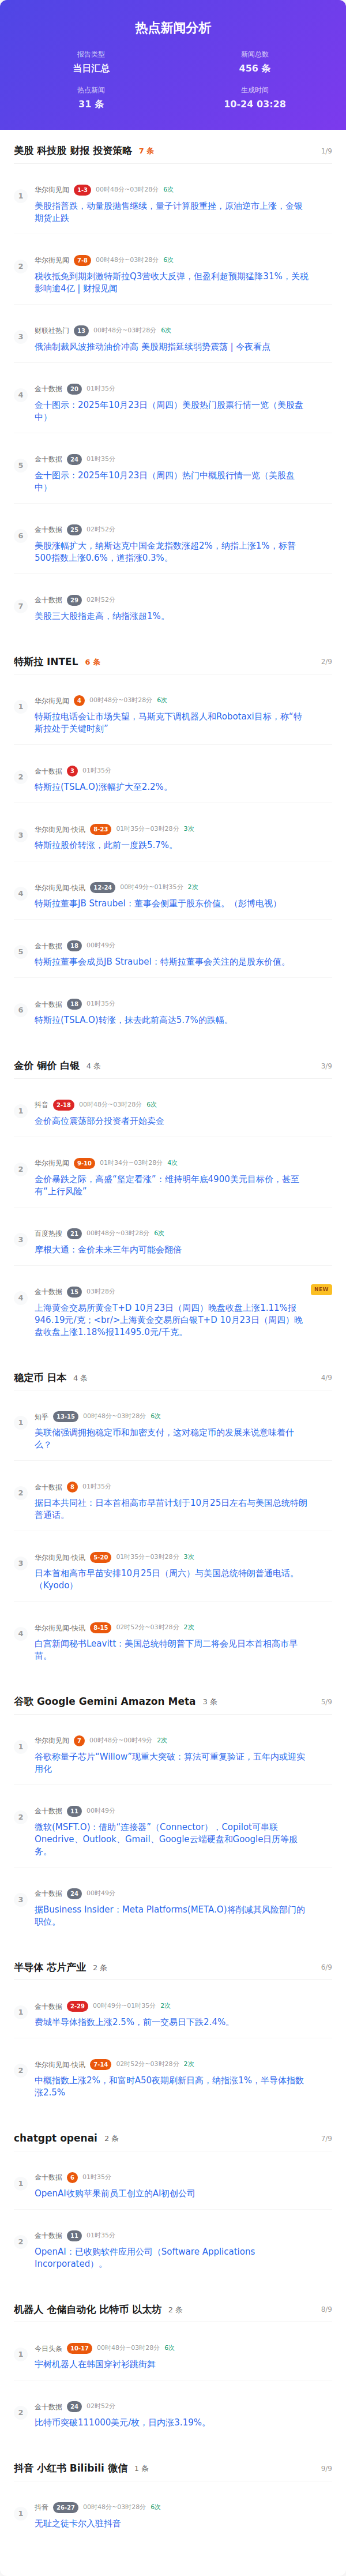 热点新闻分析
报告类型
当日汇总
新闻总数
456 条
热点新闻
31 条
生成时间
10-24 03:28
美股 科技股 财报 投资策略 7 条 1/9
1
华尔街见闻 1-3 00时48分~03时28分 6次
美股指普跌，动量股抛售继续，量子计算股重挫，原油逆市上涨，金银
期货止跌
2
华尔街见闻 7-8 00时48分~03时28分 6次
税收抵免到期刺激特斯拉Q3营收大反弹，但盈利超预期猛降31%，关税
影响逾4亿 | 财报见闻
3
财联社热门 13 00时48分~03时28分 6次
俄油制裁风波推动油价冲高 美股期指延续弱势震荡 | 今夜看点
4
金十数据 20 01时35分
金十图示：2025年10月23日（周四）美股热门股票行情一览（美股盘
中）
5
金十数据 24 01时35分
金十图示：2025年10月23日（周四）热门中概股行情一览（美股盘
中）
6
金十数据 25 02时52分
美股涨幅扩大，纳斯达克中国金龙指数涨超2%，纳指上涨1%，标普
500指数上涨0.6%，道指涨0.3%。
7
金十数据 29 02时52分
美股三大股指走高，纳指涨超1%。
特斯拉 INTEL 6 条 2/9
1
华尔街见闻 4 00时48分~03时28分 6次
特斯拉电话会让市场失望，马斯克下调机器人和Robotaxi目标，称“特
斯拉处于关键时刻”
2
金十数据 3 01时35分
特斯拉(TSLA.O)涨幅扩大至2.2%。
3
华尔街见闻-快讯 8-23 01时35分~03时28分 3次
特斯拉股价转涨，此前一度跌5.7%。
4
华尔街见闻-快讯 12-24 00时49分~01时35分 2次
特斯拉董事JB Straubel：董事会侧重于股东价值。（彭博电视）
5
金十数据 18 00时49分
特斯拉董事会成员JB Straubel：特斯拉董事会关注的是股东价值。
6
金十数据 18 01时35分
特斯拉(TSLA.O)转涨，抹去此前高达5.7%的跌幅。
金价 铜价 白银 4 条 3/9
1
抖音 2-18 00时48分~03时28分 6次
金价高位震荡部分投资者开始卖金
2
华尔街见闻 9-10 01时34分~03时28分 4次
金价暴跌之际，高盛“坚定看涨”：维持明年底4900美元目标价，甚至
有“上行风险”
3
百度热搜 21 00时48分~03时28分 6次
摩根大通：金价未来三年内可能会翻倍
4
金十数据 15 03时28分 NEW
上海黄金交易所黄金T+D 10月23日（周四）晚盘收盘上涨1.11%报
946.19元/克；<br/>上海黄金交易所白银T+D 10月23日（周四）晚
盘收盘上涨1.18%报11495.0元/千克。
稳定币 日本 4 条 4/9
1
知乎 13-15 00时48分~03时28分 6次
美联储强调拥抱稳定币和加密支付，这对稳定币的发展来说意味着什
么？
2
金十数据 8 01时35分
据日本共同社：日本首相高市早苗计划于10月25日左右与美国总统特朗
普通话。
3
华尔街见闻-快讯 5-20 01时35分~03时28分 3次
日本首相高市早苗安排10月25日（周六）与美国总统特朗普通电话。
（Kyodo）
4
华尔街见闻-快讯 8-15 02时52分~03时28分 2次
白宫新闻秘书Leavitt：美国总统特朗普下周二将会见日本首相高市早
苗。
谷歌 Google Gemini Amazon Meta 3 条 5/9
1
华尔街见闻 7 00时48分~00时49分 2次
谷歌称量子芯片“Willow”现重大突破：算法可重复验证，五年内或迎实
用化
2
金十数据 11 00时49分
微软(MSFT.O)：借助“连接器”（Connector），Copilot可串联
Onedrive、Outlook、Gmail、Google云端硬盘和Google日历等服
务。
3
金十数据 24 00时49分
据Business Insider：Meta Platforms(META.O)将削减其风险部门的
职位。
半导体 芯片产业 2 条 6/9
1
金十数据 2-29 00时49分~01时35分 2次
费城半导体指数上涨2.5%，前一交易日下跌2.4%。
2
华尔街见闻-快讯 7-14 02时52分~03时28分 2次
中概指数上涨2%，和富时A50夜期刷新日高，纳指涨1%，半导体指数
涨2.5%
chatgpt openai 2 条 7/9
1
金十数据 6 01时35分
OpenAI收购苹果前员工创立的AI初创公司
2
金十数据 11 01时35分
OpenAI：已收购软件应用公司（Software Applications
Incorporated）。
机器人 仓储自动化 比特币 以太坊 2 条 8/9
1
今日头条 10-17 00时48分~03时28分 6次
宇树机器人在韩国穿衬衫跳街舞
2
金十数据 24 02时52分
比特币突破111000美元/枚，日内涨3.19%。
抖音 小红书 Bilibili 微信 1 条 9/9
1
抖音 26-27 00时48分~03时28分 6次
无耻之徒卡尔入驻抖音